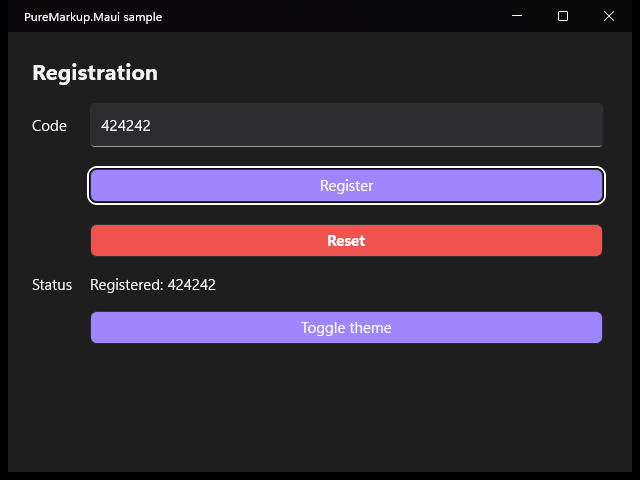 PureMarkup.Maui sample
Registration
Code 424242
Register
Reset
Status Registered: 424242
Toggle theme